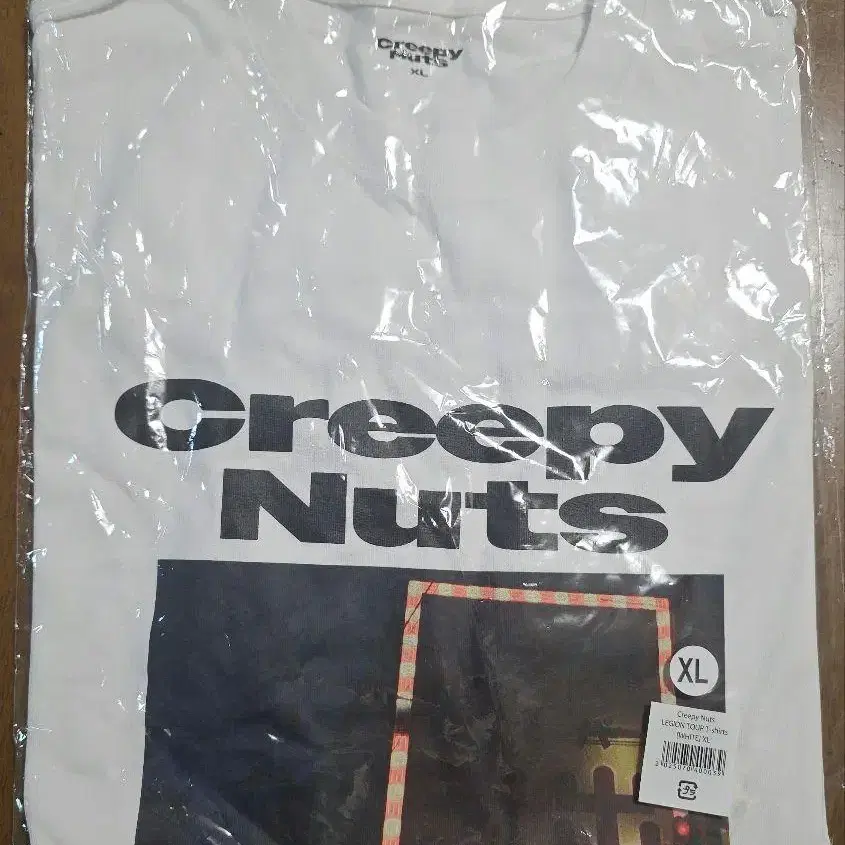 Creepy
Nuts
XL
Creepy
Nuts
XL
Creepy Nuts
LEGION TOUR T-shirts
(WHITE) XL